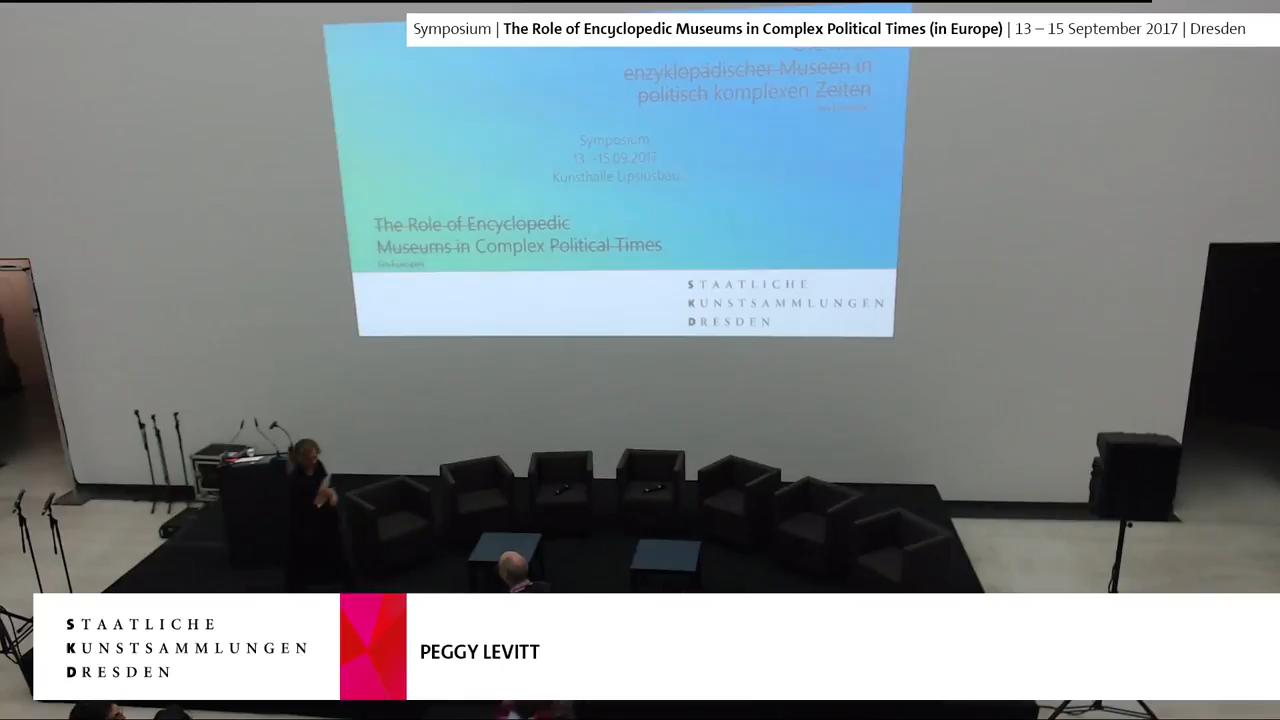 Symposium | The Role of Encyclopedic Museums in Complex Political Times (in Europe) | 13 – 15 September 2017 | Dresden
enzyklopädischer Museen in
politisch komplexen Zeiten
Symposium
13. -15.09.2017
Kunsthalle Lipsiusbau
The Role of Encyclopedic
Museums in Complex Political Times
(in Europe)
STAATLICHE
KUNSTSAMMLUNGEN
DRESDEN
STAATLICHE
KUNSTSAMMLUNGEN
DRESDEN
PEGGY LEVITT